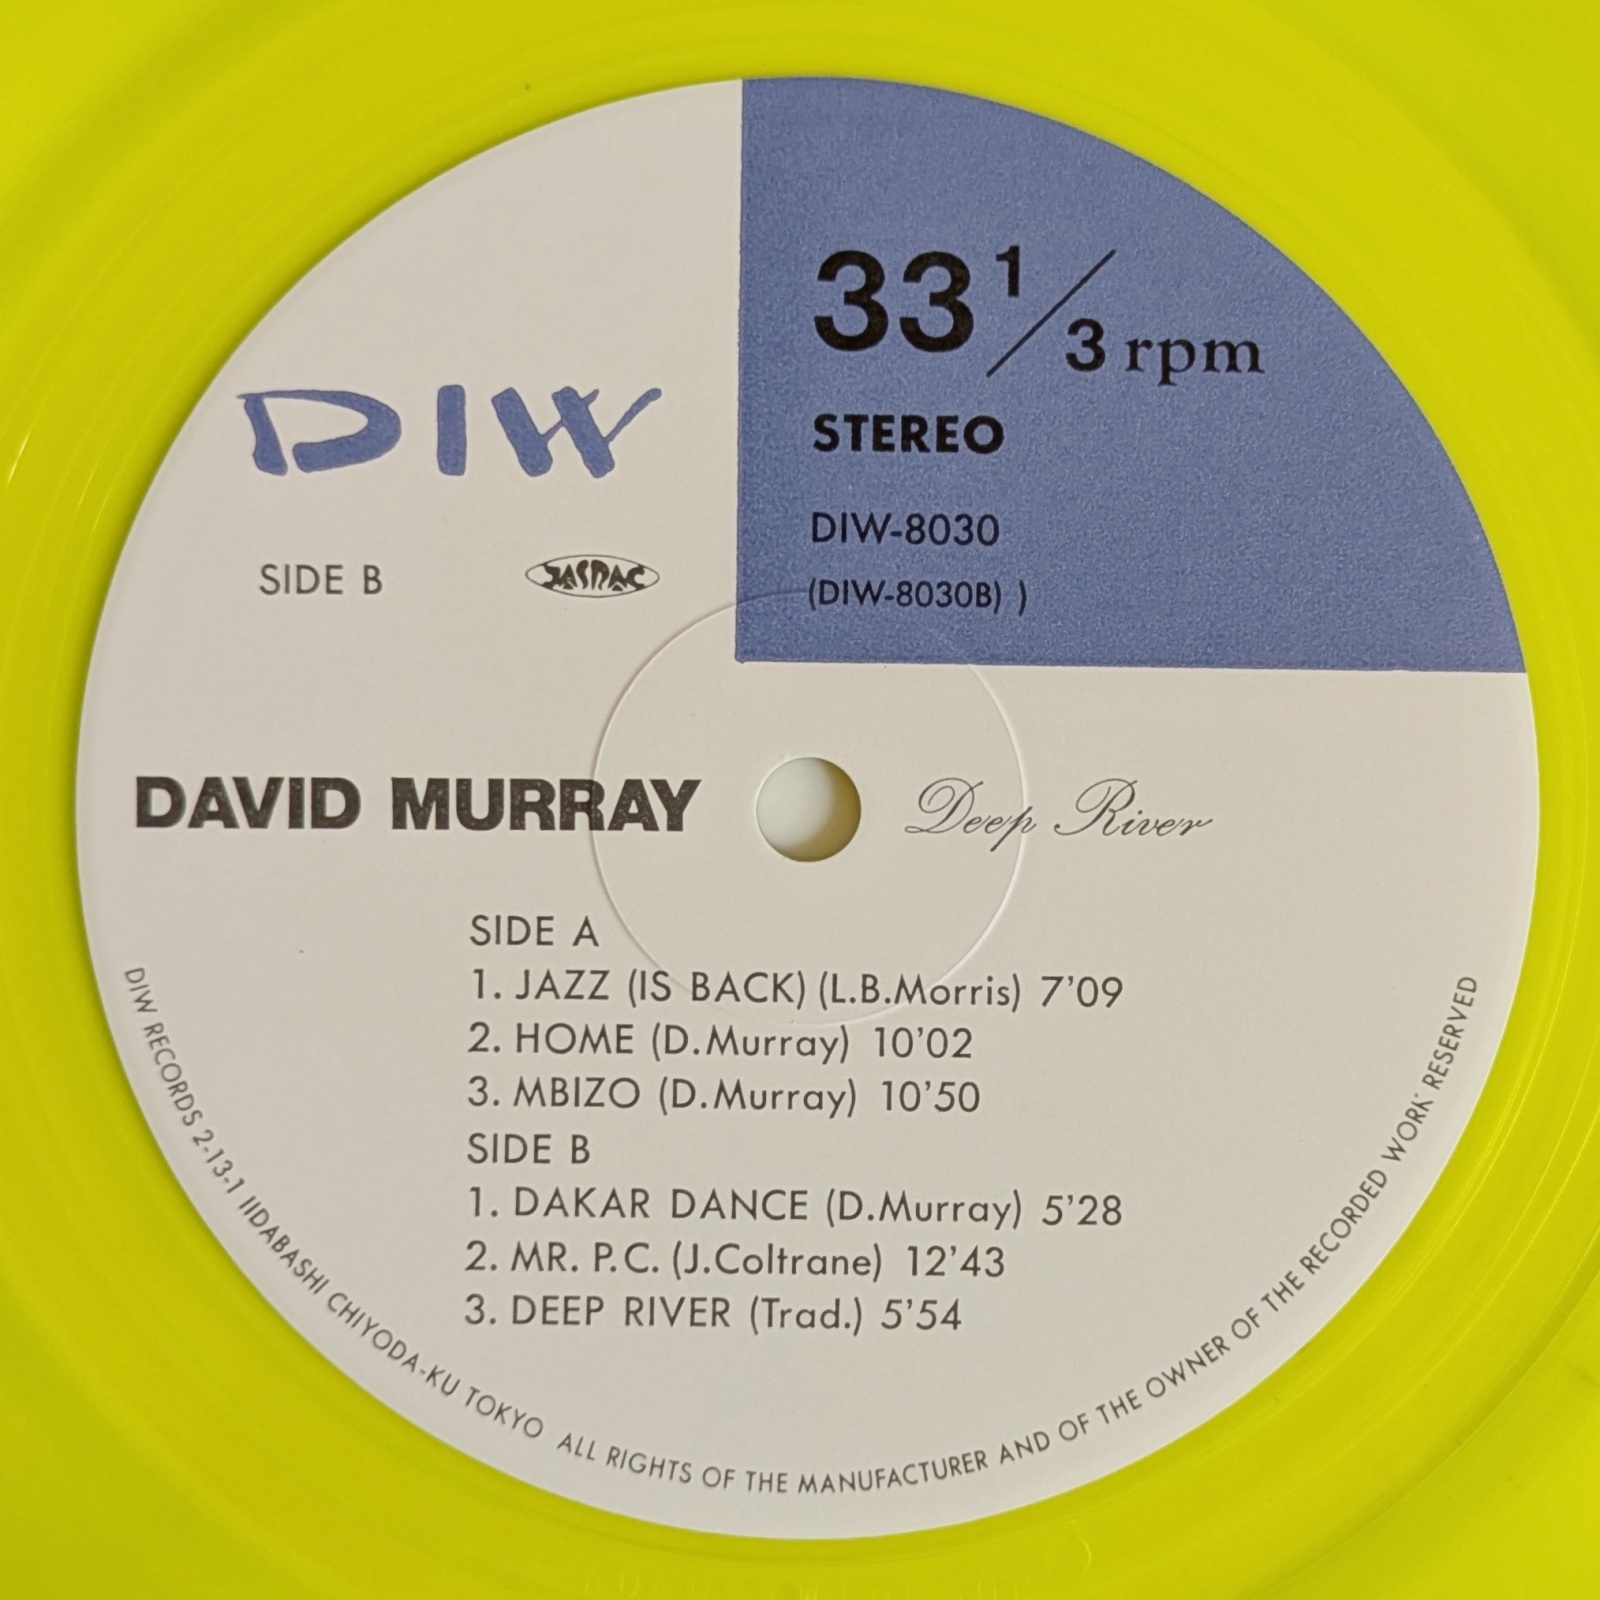 33 1/3 rpm
STEREO
DIW
DIW-8030
SIDE B
JASRAC
(DIW-8030B) )
DAVID MURRAY
Deep River
SIDE A
1. JAZZ (IS BACK) (L.B.Morris) 7'09
2. HOME (D.Murray) 10'02
3. MBIZO (D.Murray) 10'50
SIDE B
1. DAKAR DANCE (D.Murray) 5'28
2. MR. P.C. (J.Coltrane) 12'43
3. DEEP RIVER (Trad.) 5'54
DIW RECORDS 2-13-1 IIDABASHI CHIYODA-KU TOKYO ALL RIGHTS OF THE MANUFACTURER AND OF THE OWNER OF THE RECORDED WORK RESERVED